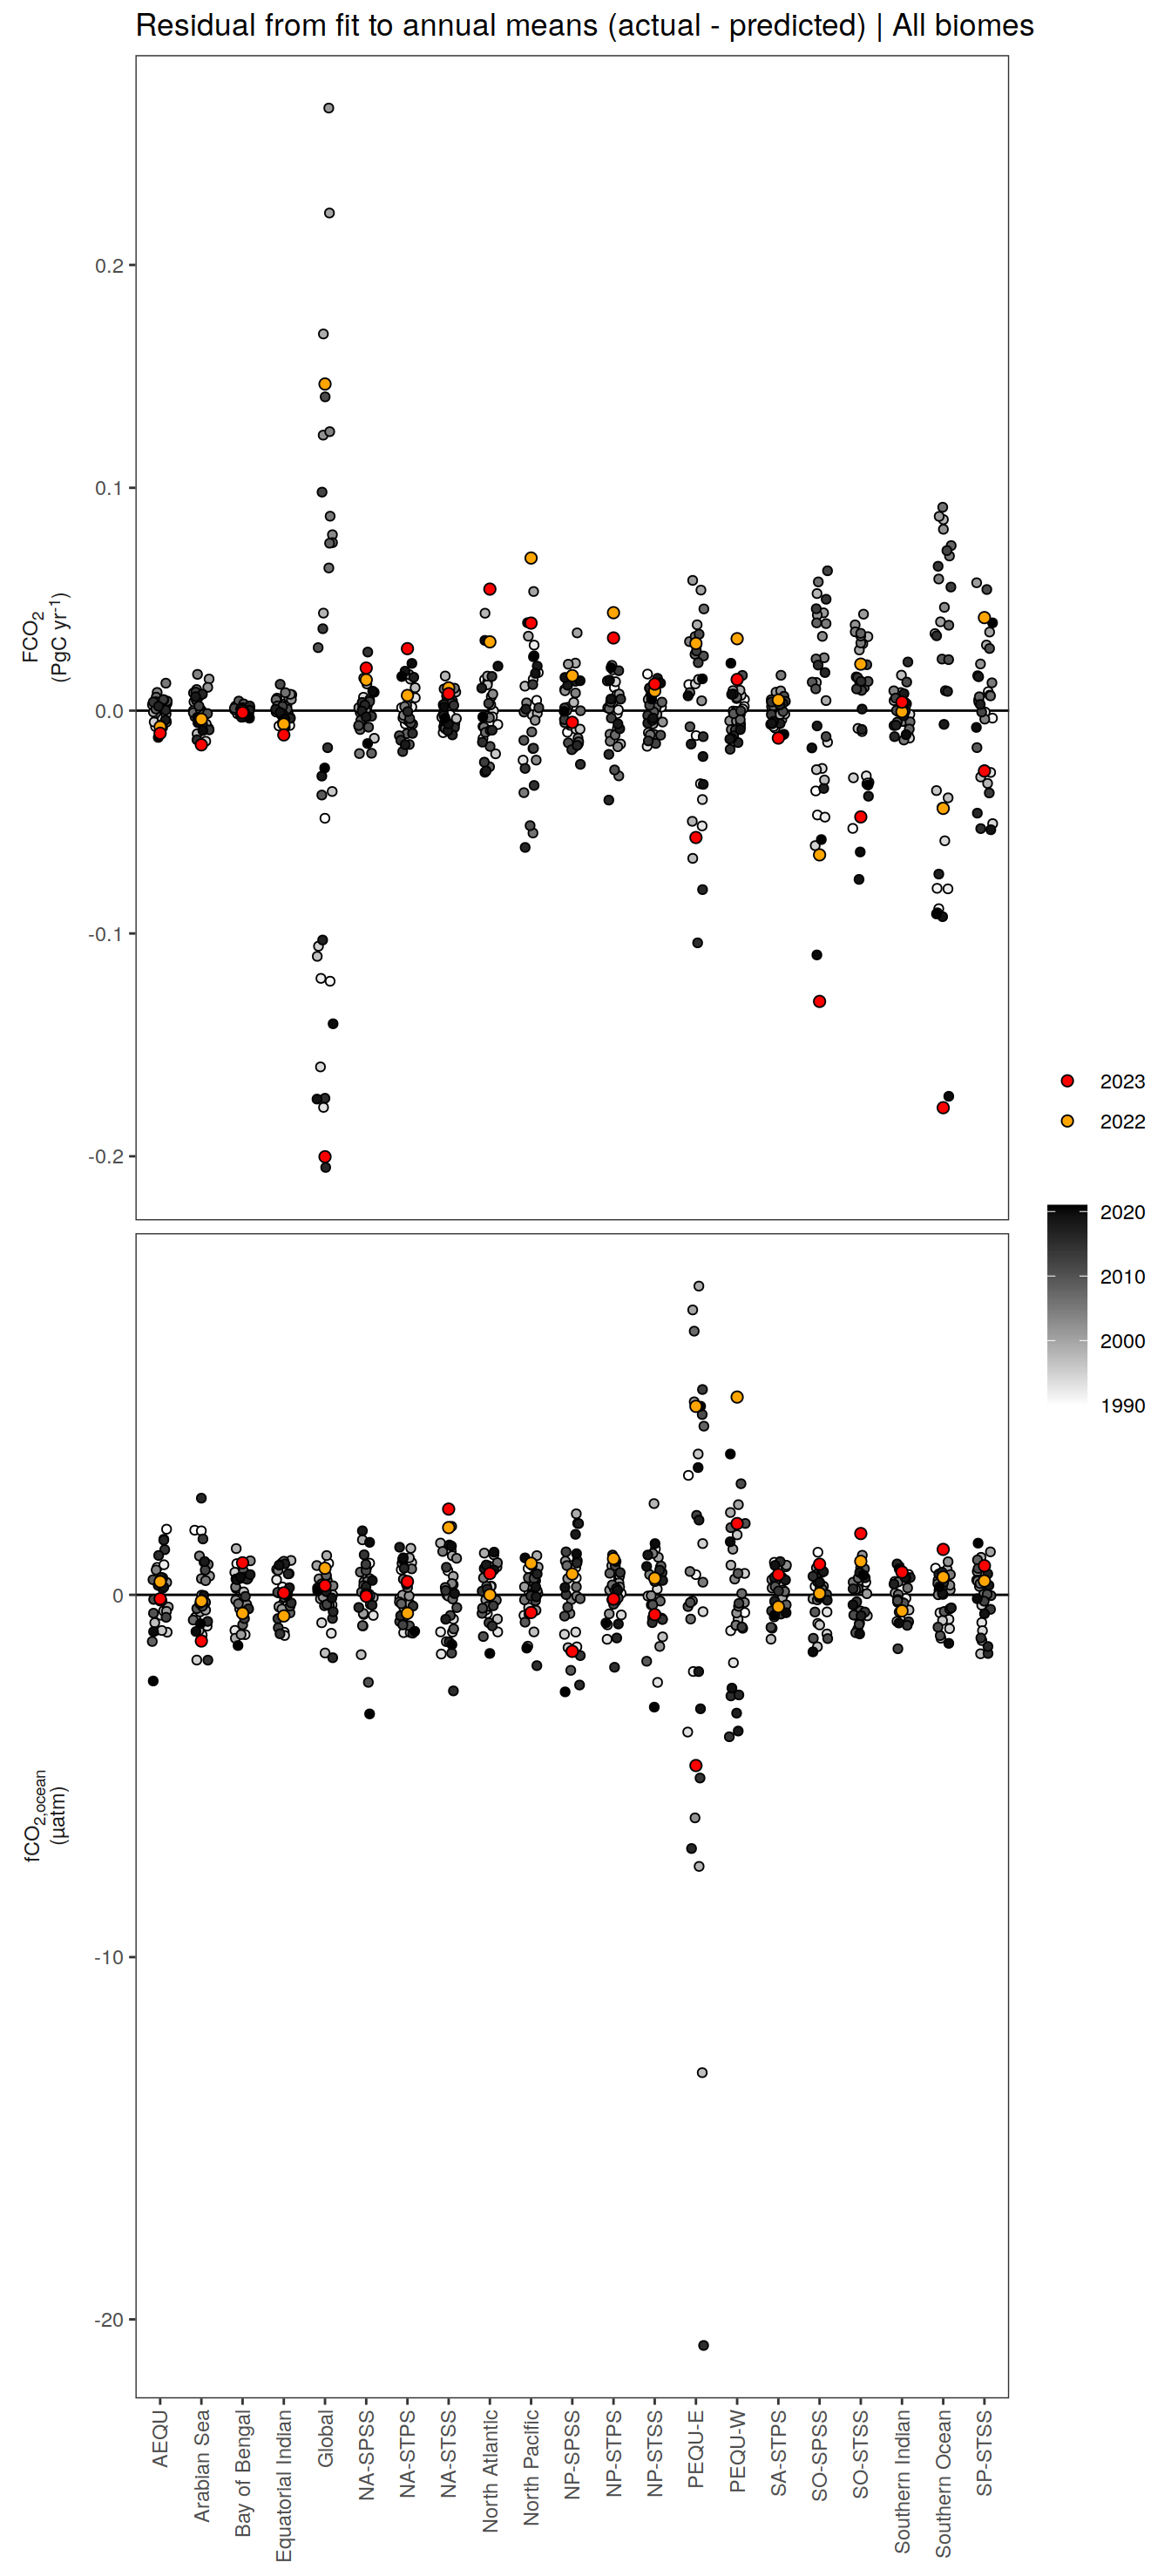 Residual from fit to annual means (actual - predicted) | All biomes
FCO2
(PgC yr-1)
0.2
0.1
0.0
-0.1
-0.2
fCO2,ocean
(µatm)
0
-10
-20
AEQU
Arabian Sea
Bay of Bengal
Equatorial Indian
Global
NA-SPSS
NA-STPS
NA-STSS
North Atlantic
North Pacific
NP-SPSS
NP-STPS
NP-STSS
PEQU-E
PEQU-W
SA-STPS
SO-SPSS
SO-STSS
Southern Indian
Southern Ocean
SP-STSS
2023
2022
2020
2010
2000
1990